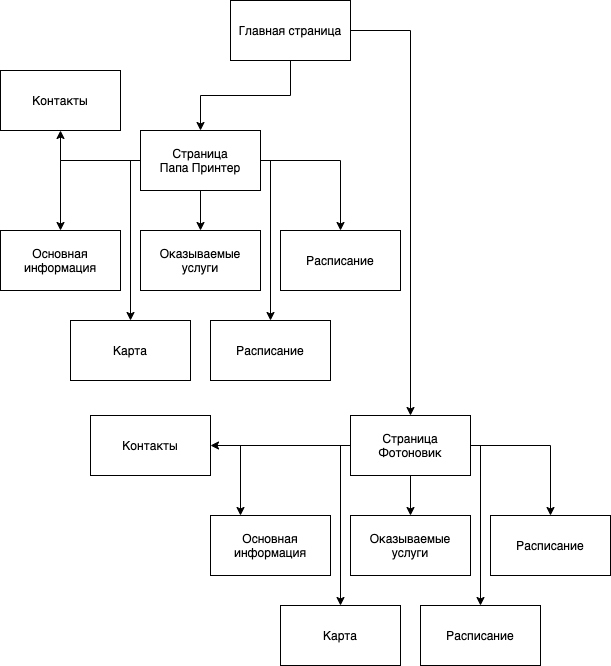 Главная страница
Контакты
Страница
Папа Принтер
Основная
информация
Оказываемые
услуги
Расписание
Карта
Расписание
Контакты
Страница
Фотоновик
Основная
информация
Оказываемые
услуги
Расписание
Карта
Расписание